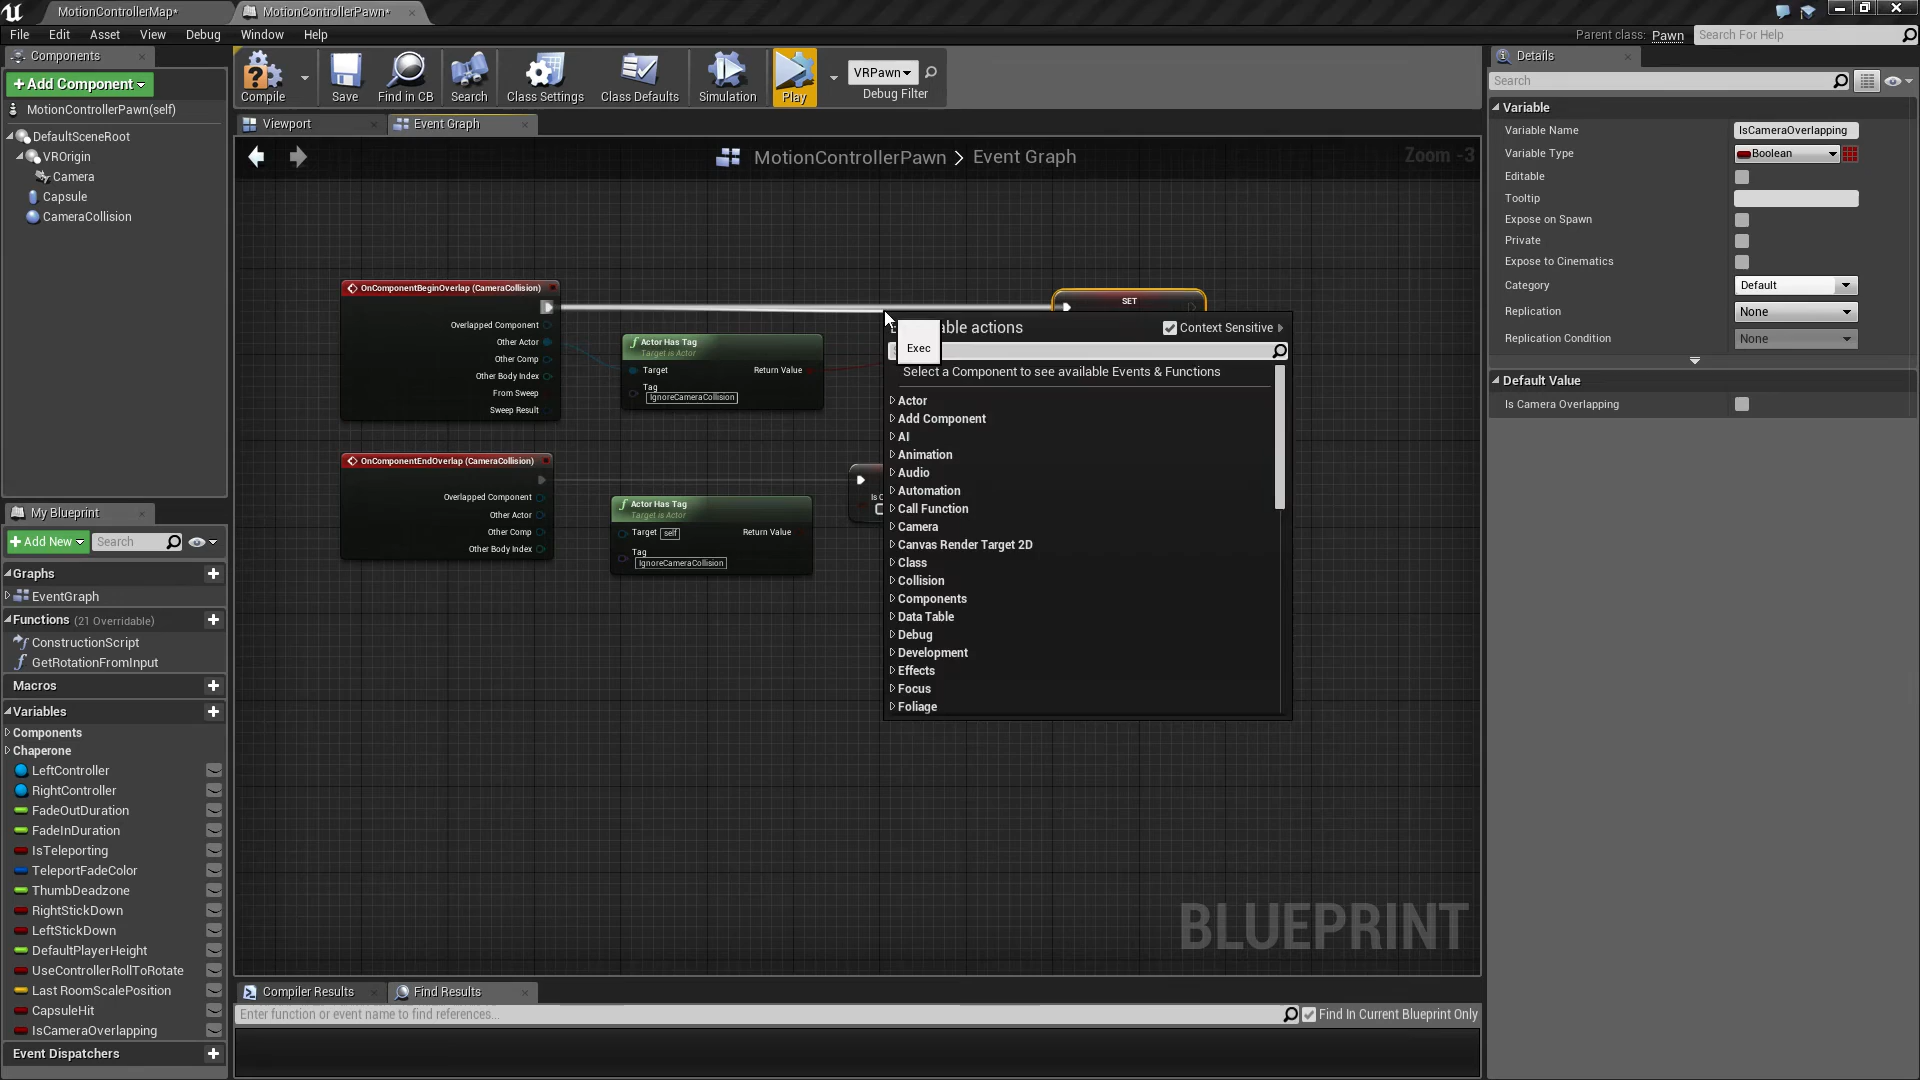 MotionControllerMap*
MotionControllerPawn*
File Edit Asset View Debug Window Help
Parent class: Pawn
Search For Help
Components
+Add Component
MotionControllerPawn(self)
DefaultSceneRoot
VROrigin
Camera
Capsule
CameraCollision
Compile
Save
Find in CB
Search
Class Settings
Class Defaults
Simulation
Play
VRPawn
Debug Filter
Viewport
Event Graph
MotionControllerPawn > Event Graph
Zoom -3
OnComponentBeginOverlap (CameraCollision)
Overlapped Component
Other Actor
Other Comp
Other Body Index
From Sweep
Sweep Result
Actor Has Tag
Target is Actor
Target
Return Value
Tag
IgnoreCameraCollision
SET
OnComponentEndOverlap (CameraCollision)
Overlapped Component
Other Actor
Other Comp
Other Body Index
Actor Has Tag
Target is Actor
Target self
Return Value
Tag
IgnoreCameraCollision
Is C
Exec
able actions
Context Sensitive
Select a Component to see available Events & Functions
Actor
Add Component
AI
Animation
Audio
Automation
Call Function
Camera
Canvas Render Target 2D
Class
Collision
Components
Data Table
Debug
Development
Effects
Focus
Foliage
BLUEPRINT
My Blueprint
+Add New
Search
Graphs
EventGraph
Functions (21 Overridable)
ConstructionScript
GetRotationFromInput
Macros
Variables
Components
Chaperone
LeftController
RightController
FadeOutDuration
FadeInDuration
IsTeleporting
TeleportFadeColor
ThumbDeadzone
RightStickDown
LeftStickDown
DefaultPlayerHeight
UseControllerRollToRotate
Last RoomScalePosition
CapsuleHit
IsCameraOverlapping
Event Dispatchers
Compiler Results
Find Results
Enter function or event name to find references...
Find In Current Blueprint Only
Details
Search
Variable
Variable Name IsCameraOverlapping
Variable Type Boolean
Editable
Tooltip
Expose on Spawn
Private
Expose to Cinematics
Category Default
Replication None
Replication Condition None
Default Value
Is Camera Overlapping